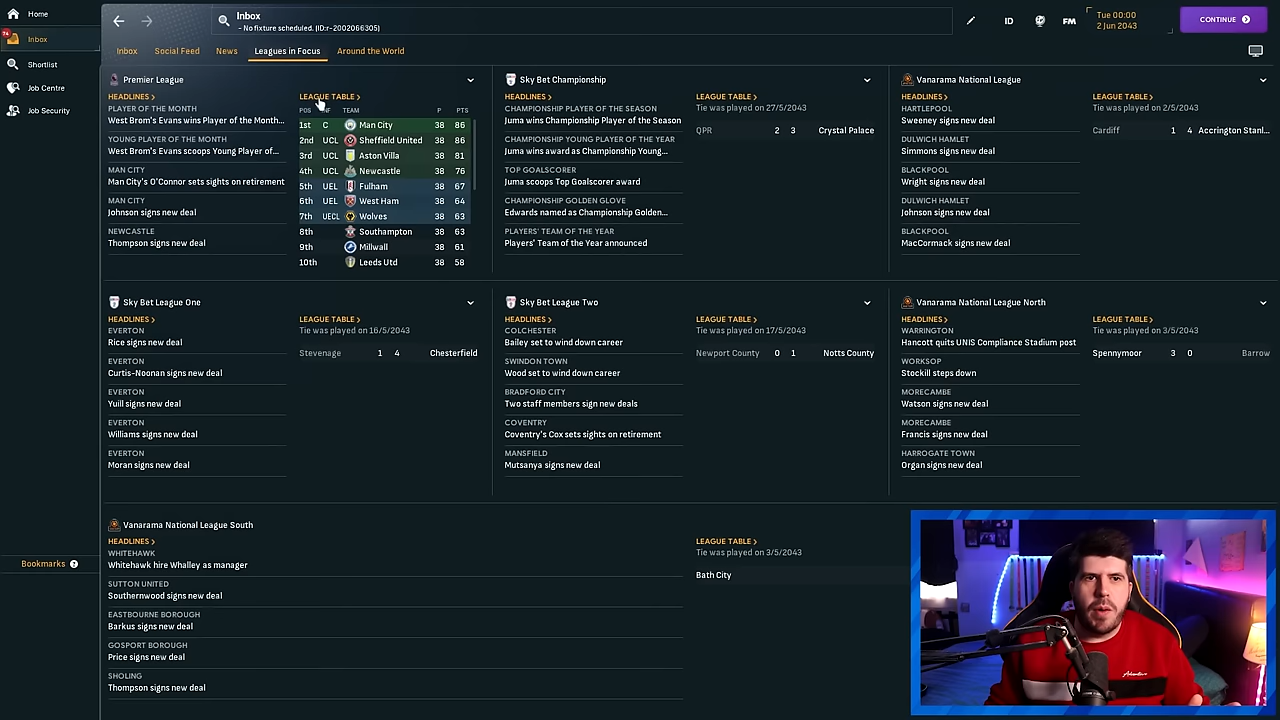 Home
Inbox
74
Shortlist
Job Centre
Job Security
Bookmarks ?
Inbox
- No fixture scheduled. (ID:r-2002066305)
ID
FM
Tue 00:00
2 Jun 2043
CONTINUE
Inbox
Social Feed
News
Leagues in Focus
Around the World
Premier League
HEADLINES >
PLAYER OF THE MONTH
West Brom's Evans wins Player of the Month...
YOUNG PLAYER OF THE MONTH
West Brom's Evans scoops Young Player of...
MAN CITY
Man City's O'Connor sets sights on retirement
MAN CITY
Johnson signs new deal
NEWCASTLE
Thompson signs new deal
LEAGUE TABLE >
POS INF TEAM P PTS
1st C Man City 38 86
2nd UCL Sheffield United 38 86
3rd UCL Aston Villa 38 81
4th UCL Newcastle 38 76
5th UEL Fulham 38 67
6th UEL West Ham 38 64
7th UECL Wolves 38 63
8th Southampton 38 63
9th Millwall 38 61
10th Leeds Utd 38 58
Sky Bet Championship
HEADLINES >
CHAMPIONSHIP PLAYER OF THE SEASON
Juma wins Championship Player of the Season
CHAMPIONSHIP YOUNG PLAYER OF THE YEAR
Juma wins award as Championship Young...
TOP GOALSCORER
Juma scoops Top Goalscorer award
CHAMPIONSHIP GOLDEN GLOVE
Edwards named as Championship Golden...
PLAYERS' TEAM OF THE YEAR
Players' Team of the Year announced
LEAGUE TABLE >
Tie was played on 27/5/2043
QPR 2 3 Crystal Palace
Vanarama National League
HEADLINES >
HARTLEPOOL
Sweeney signs new deal
DULWICH HAMLET
Simmons signs new deal
BLACKPOOL
Wright signs new deal
DULWICH HAMLET
Johnson signs new deal
BLACKPOOL
MacCormack signs new deal
LEAGUE TABLE >
Tie was played on 2/5/2043
Cardiff 1 4 Accrington Stanl...
Sky Bet League One
HEADLINES >
EVERTON
Rice signs new deal
EVERTON
Curtis-Noonan signs new deal
EVERTON
Yuill signs new deal
EVERTON
Williams signs new deal
EVERTON
Moran signs new deal
LEAGUE TABLE >
Tie was played on 16/5/2043
Stevenage 1 4 Chesterfield
Sky Bet League Two
HEADLINES >
COLCHESTER
Bailey set to wind down career
SWINDON TOWN
Wood set to wind down career
BRADFORD CITY
Two staff members sign new deals
COVENTRY
Coventry's Cox sets sights on retirement
MANSFIELD
Mutsanya signs new deal
LEAGUE TABLE >
Tie was played on 17/5/2043
Newport County 0 1 Notts County
Vanarama National League North
HEADLINES >
WARRINGTON
Hancott quits UNIS Compliance Stadium post
WORKSOP
Stockill steps down
MORECAMBE
Watson signs new deal
MORECAMBE
Francis signs new deal
HARROGATE TOWN
Organ signs new deal
LEAGUE TABLE >
Tie was played on 3/5/2043
Spennymoor 3 0 Barrow
Vanarama National League South
HEADLINES >
WHITEHAWK
Whitehawk hire Whalley as manager
SUTTON UNITED
Southernwood signs new deal
EASTBOURNE BOROUGH
Barkus signs new deal
GOSPORT BOROUGH
Price signs new deal
SHOLING
Thompson signs new deal
LEAGUE TABLE >
Tie was played on 3/5/2043
Bath City